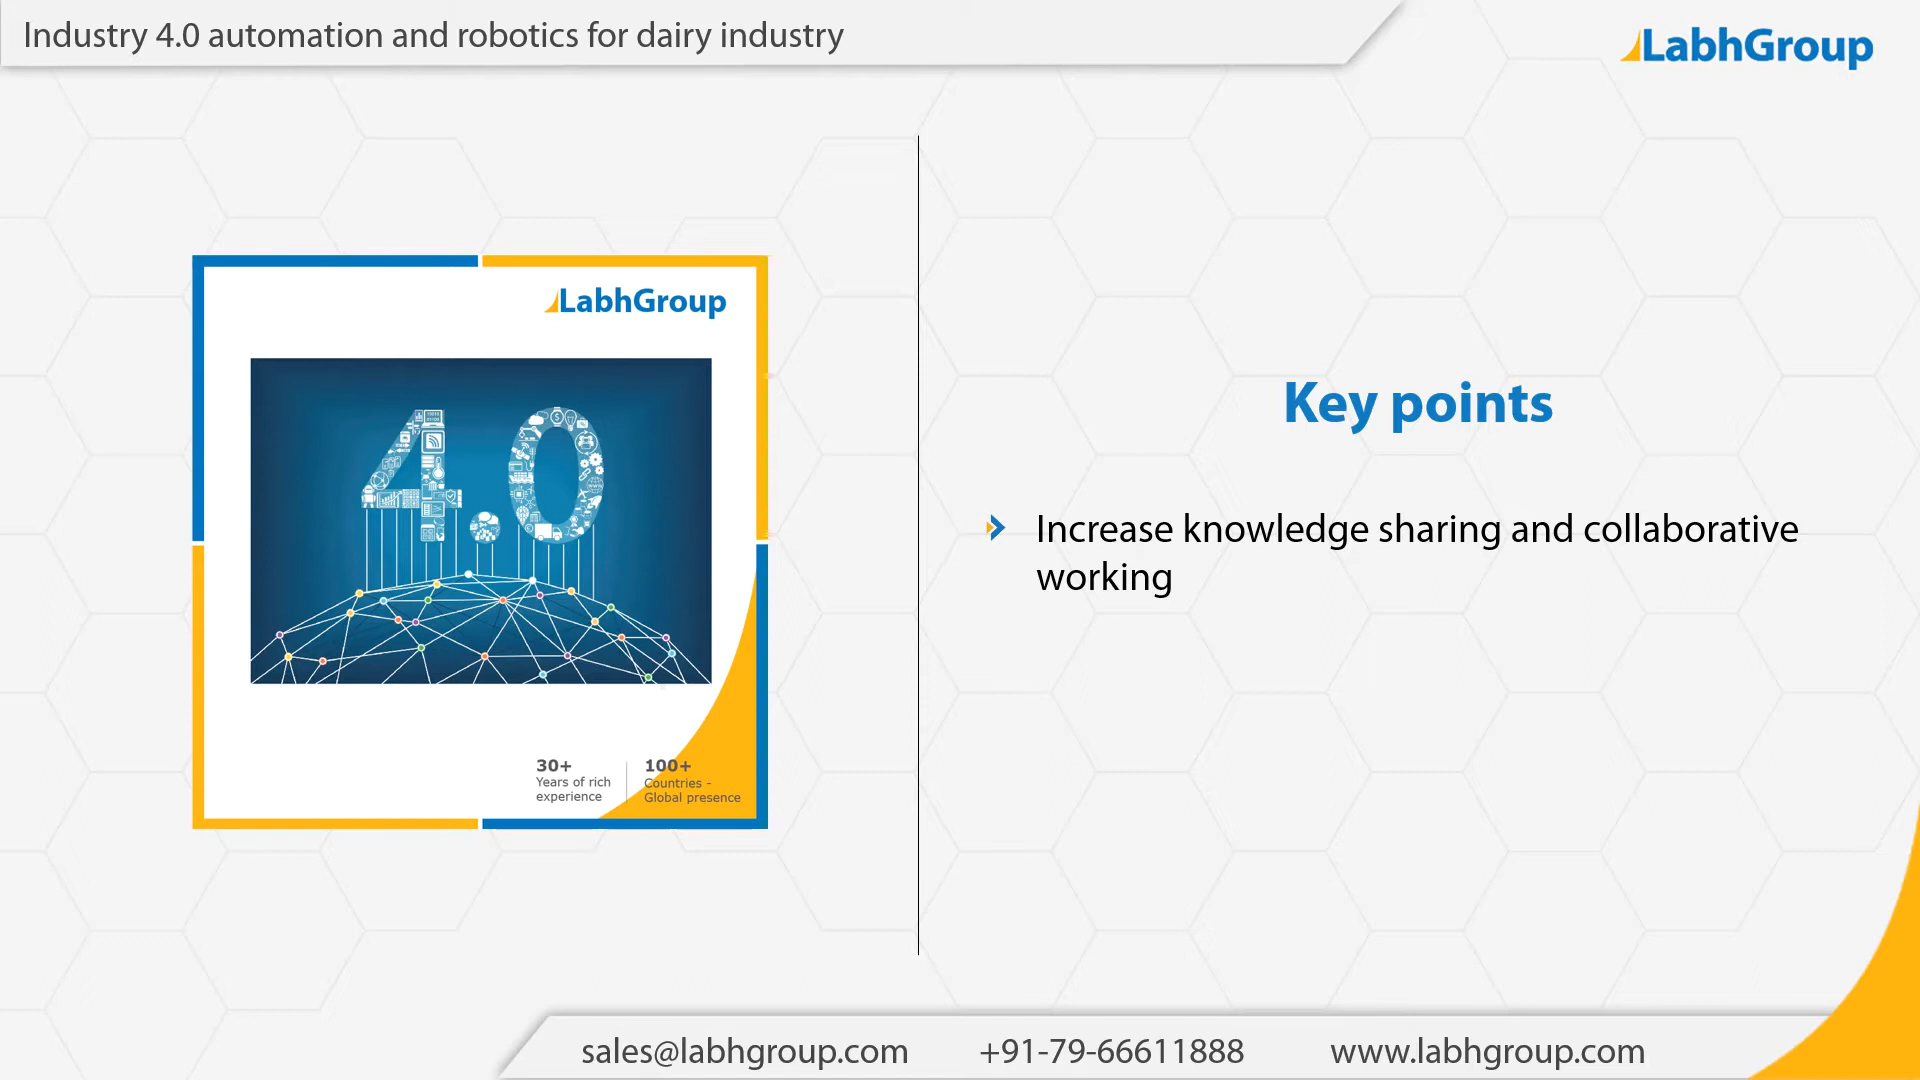 Industry 4.0 automation and robotics for dairy industry
LabhGroup
LabhGroup
4.0
30+
Years of rich
experience
100+
Countries -
Global presence
Key points
Increase knowledge sharing and collaborative
working
sales@labhgroup.com
+91-79-66611888
www.labhgroup.com